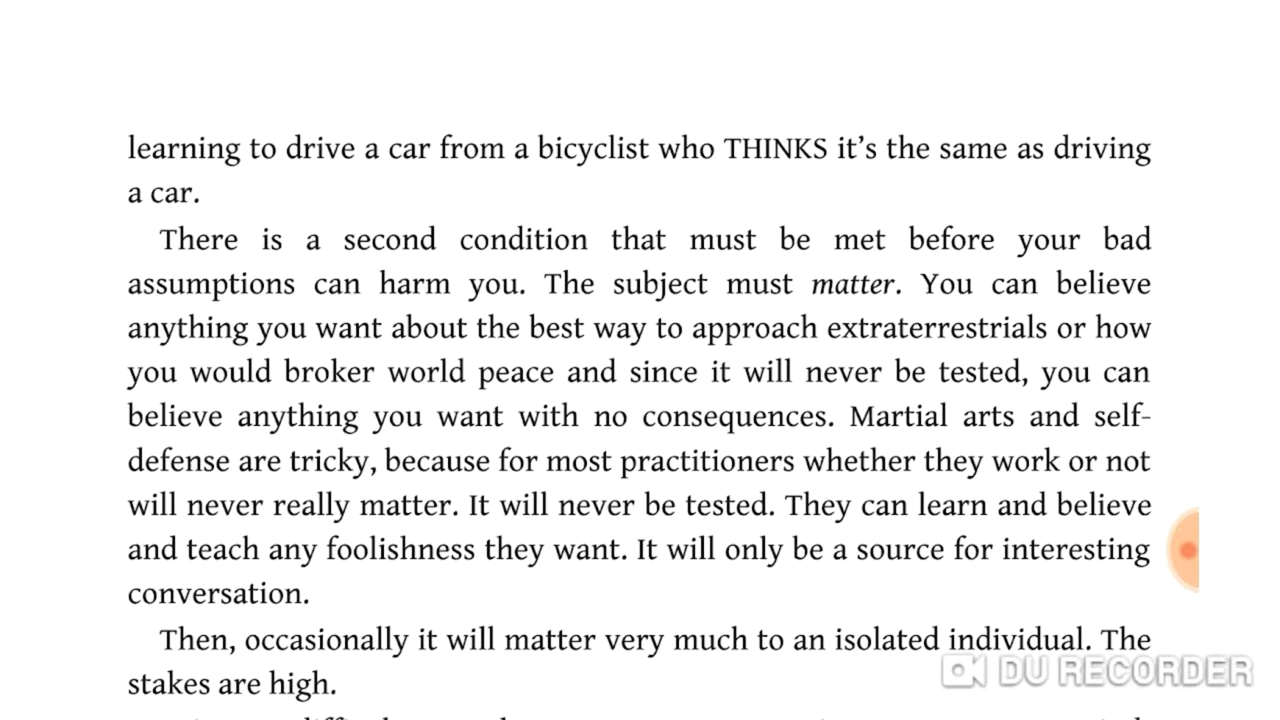 learning to drive a car from a bicyclist who THINKS it's the same as driving
a car.
There is a second condition that must be met before your bad
assumptions can harm you. The subject must matter. You can believe
anything you want about the best way to approach extraterrestrials or how
you would broker world peace and since it will never be tested, you can
believe anything you want with no consequences. Martial arts and self-
defense are tricky, because for most practitioners whether they work or not
will never really matter. It will never be tested. They can learn and believe
and teach any foolishness they want. It will only be a source for interesting
conversation.
Then, occasionally it will matter very much to an isolated individual. The
DU RECORDER
stakes are high.